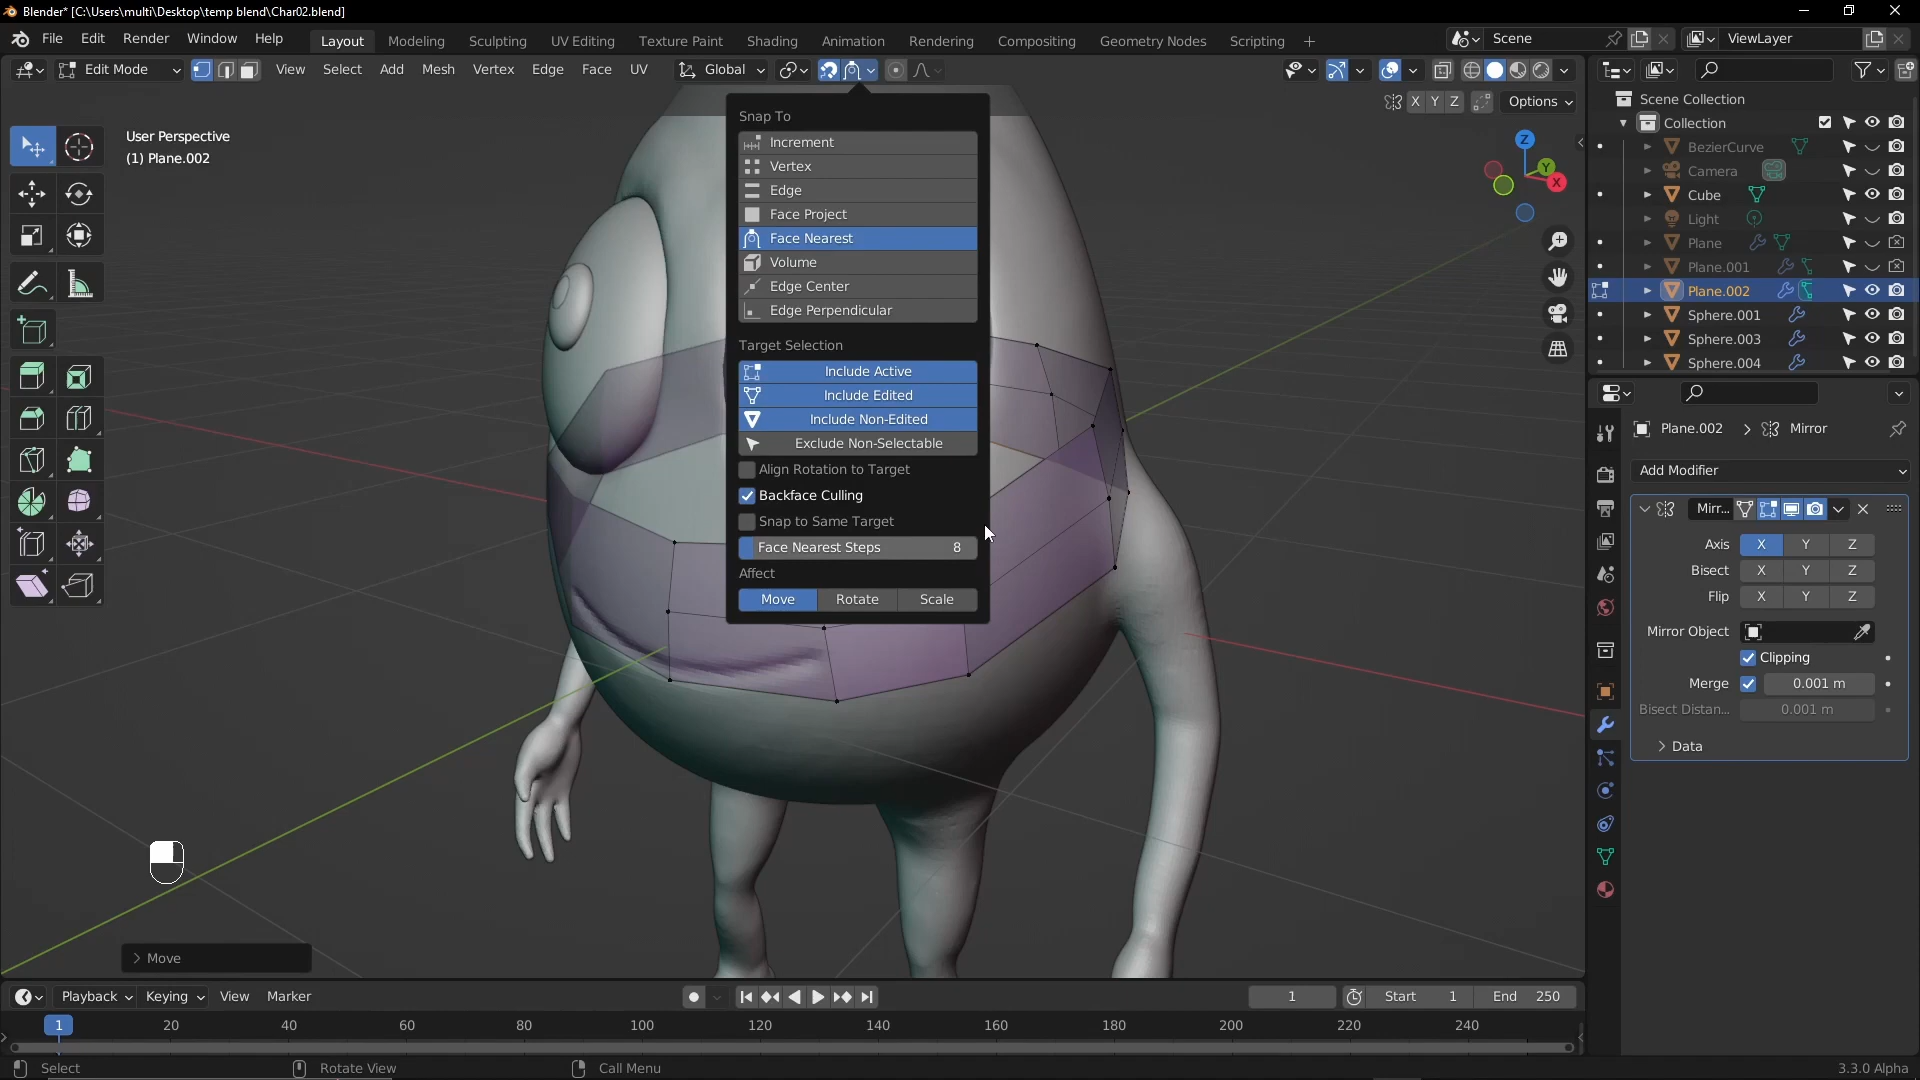 Blender* [C:\Users\multi\Desktop\temp blend\Char02.blend]
File Edit Render Window Help Layout Modeling Sculpting UV Editing Texture Paint Shading Animation Rendering Compositing Geometry Nodes Scripting + Scene ViewLayer
Edit Mode View Select Add Mesh Vertex Edge Face UV Global
X Y Z Options
User Perspective
(1) Plane.002
Snap To
Increment
Vertex
Edge
Face Project
Face Nearest
Volume
Edge Center
Edge Perpendicular
Target Selection
Include Active
Include Edited
Include Non-Edited
Exclude Non-Selectable
Align Rotation to Target
Backface Culling
Snap to Same Target
Face Nearest Steps 8
Affect
Move Rotate Scale
Z
Y
X
Scene Collection
Collection
BezierCurve
Camera
Cube
Light
Plane
Plane.001
Plane.002
Sphere.001
Sphere.003
Sphere.004
Plane.002 > Mirror
Add Modifier
Mirr...
Axis X Y Z
Bisect X Y Z
Flip X Y Z
Mirror Object
Clipping
Merge 0.001 m
Bisect Distan... 0.001 m
> Data
> Move
Playback Keying View Marker 1 Start 1 End 250
1 20 40 60 80 100 120 140 160 180 200 220 240
Select Rotate View Call Menu 3.3.0 Alpha